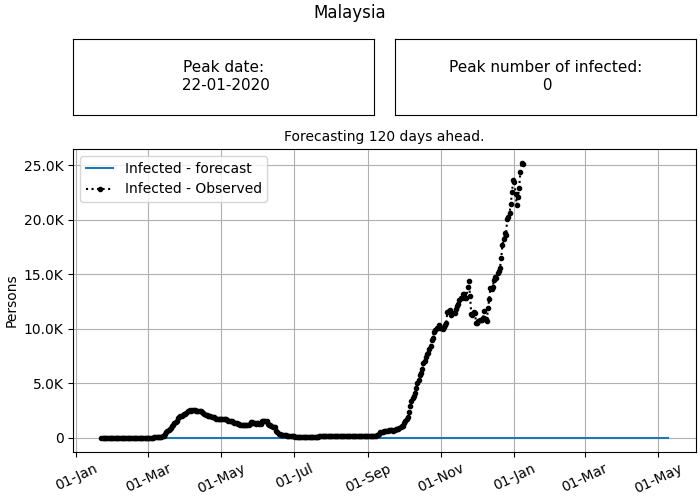 Malaysia
Peak date:
22-01-2020
Peak number of infected:
0
Forecasting 120 days ahead.
Infected - forecast
Infected - Observed
25.0K
20.0K
15.0K
10.0K
5.0K
0
Persons
01-Jan
01-Mar
01-May
01-Jul
01-Sep
01-Nov
01-Jan
01-Mar
01-May